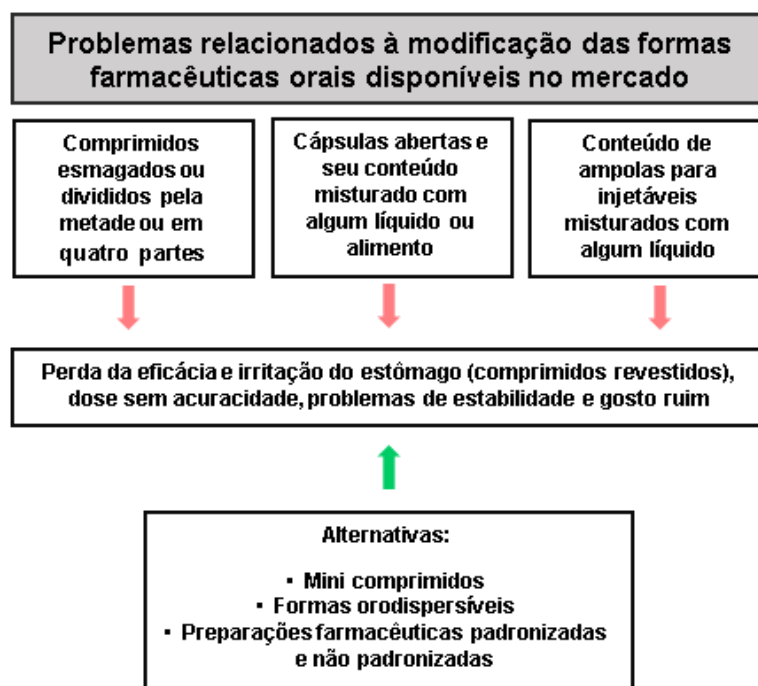 Problemas relacionados à modificação das formas
farmacêuticas orais disponíveis no mercado
Comprimidos
esmagados ou
divididos pela
metade ou em
quatro partes
Cápsulas abertas e
seu conteúdo
misturado com
algum líquido ou
alimento
Conteúdo de
ampolas para
injetáveis
misturados com
algum líquido
Perda da eficácia e irritação do estômago (comprimidos revestidos),
dose sem acuracidade, problemas de estabilidade e gosto ruim
Alternativas:
▪ Mini comprimidos
▪ Formas orodispersíveis
▪ Preparações farmacêuticas padronizadas
e não padronizadas